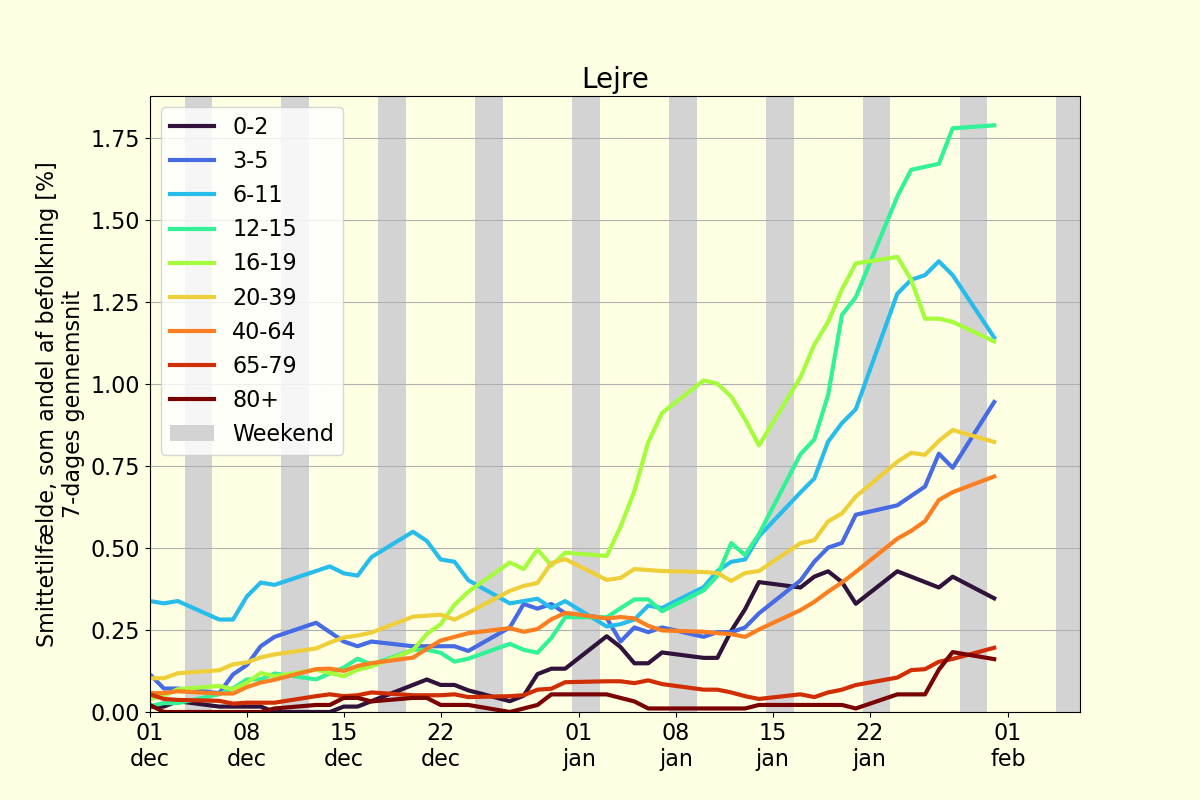 Lejre
Smittetilfælde, som andel af befolkning [%]
7-dages gennemsnit
1.75
1.50
1.25
1.00
0.75
0.50
0.25
0.00
0-2
3-5
6-11
12-15
16-19
20-39
40-64
65-79
80+
Weekend
01 08 15 22 01 08 15 22 01
dec dec dec dec jan jan jan jan feb